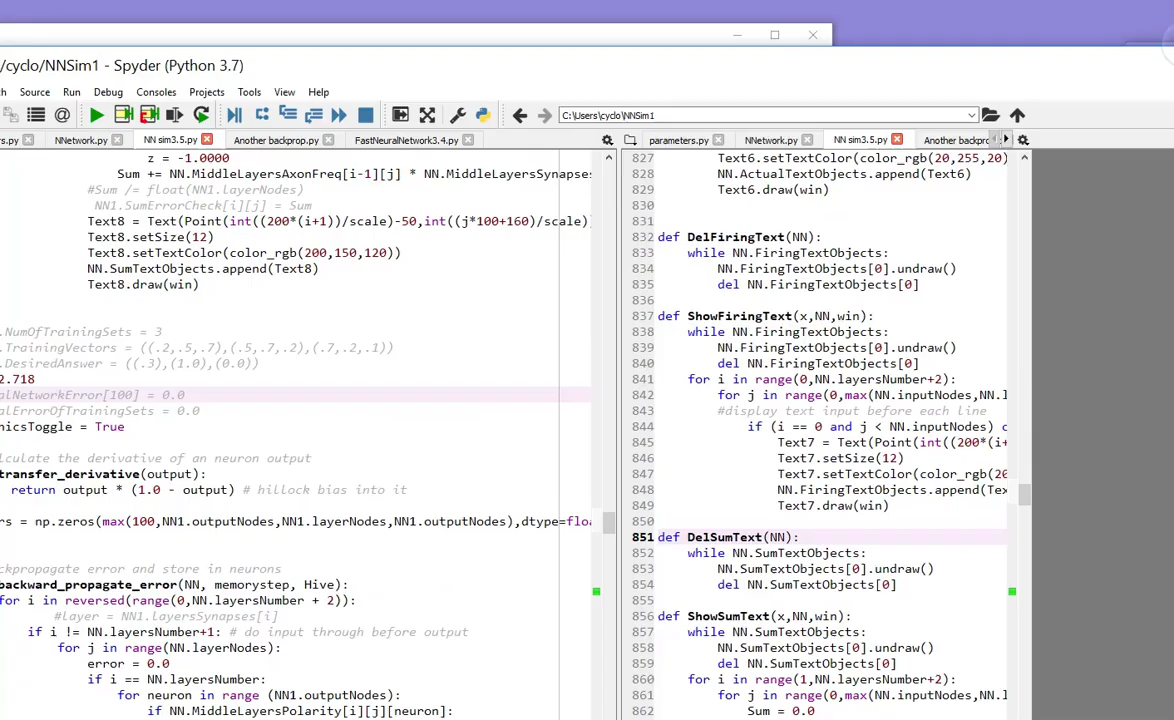 /cyclo/NNSim1 - Spyder (Python 3.7)
ch Source Run Debug Consoles Projects Tools View Help
C:\Users\cyclo\NNSim1
rs.py NNetwork.py NN sim3.5.py Another backprop.py FastNeuralNetwork3.4.py
z = -1.0000
Sum += NN.MiddleLayersAxonFreq[i-1][j] * NN.MiddleLayersSynapses
#Sum /= float(NN1.layerNodes)
NN1.SumErrorCheck[i][j] = Sum
Text8 = Text(Point(int((200*(i+1))/scale)-50,int((j*100+160)/scale)
Text8.setSize(12)
Text8.setTextColor(color_rgb(200,150,120))
NN.SumTextObjects.append(Text8)
Text8.draw(win)
.NumOfTrainingSets = 3
.TrainingVectors = ((.2,.5,.7),(.5,.7,.2),(.7,.2,.1))
.DesiredAnswer = ((.3),(1.0),(0.0))
2.718
alNetworkError[100] = 0.0
alErrorOfTrainingSets = 0.0
nicsToggle = True
lculate the derivative of an neuron output
transfer_derivative(output):
return output * (1.0 - output) # hillock bias into it
rs = np.zeros(max(100,NN1.outputNodes,NN1.layerNodes,NN1.outputNodes),dtype=floa
ckpropagate error and store in neurons
backward_propagate_error(NN, memorystep, Hive):
for i in reversed(range(0,NN.layersNumber + 2)):
#layer = NN1.layersSynapses[i]
if i != NN.layersNumber+1: # do input through before output
for j in range(NN.layerNodes):
error = 0.0
if i == NN.layersNumber:
for neuron in range (NN1.outputNodes):
if NN.MiddleLayersPolarity[i][j][neuron]:
parameters.py NNetwork.py NN sim3.5.py Another backpro
827 Text6.setTextColor(color_rgb(20,255,20)
828 NN.ActualTextObjects.append(Text6)
829 Text6.draw(win)
830
831
832 def DelFiringText(NN):
833 while NN.FiringTextObjects:
834 NN.FiringTextObjects[0].undraw()
835 del NN.FiringTextObjects[0]
836
837 def ShowFiringText(x,NN,win):
838 while NN.FiringTextObjects:
839 NN.FiringTextObjects[0].undraw()
840 del NN.FiringTextObjects[0]
841 for i in range(0,NN.layersNumber+2):
842 for j in range(0,max(NN.inputNodes,NN.l
843 #display text input before each line
844 if (i == 0 and j < NN.inputNodes) o
845 Text7 = Text(Point(int((200*(i+
846 Text7.setSize(12)
847 Text7.setTextColor(color_rgb(20
848 NN.FiringTextObjects.append(Tex
849 Text7.draw(win)
850
851 def DelSumText(NN):
852 while NN.SumTextObjects:
853 NN.SumTextObjects[0].undraw()
854 del NN.SumTextObjects[0]
855
856 def ShowSumText(x,NN,win):
857 while NN.SumTextObjects:
858 NN.SumTextObjects[0].undraw()
859 del NN.SumTextObjects[0]
860 for i in range(1,NN.layersNumber+2):
861 for j in range(0,max(NN.inputNodes,NN.l
862 Sum = 0.0